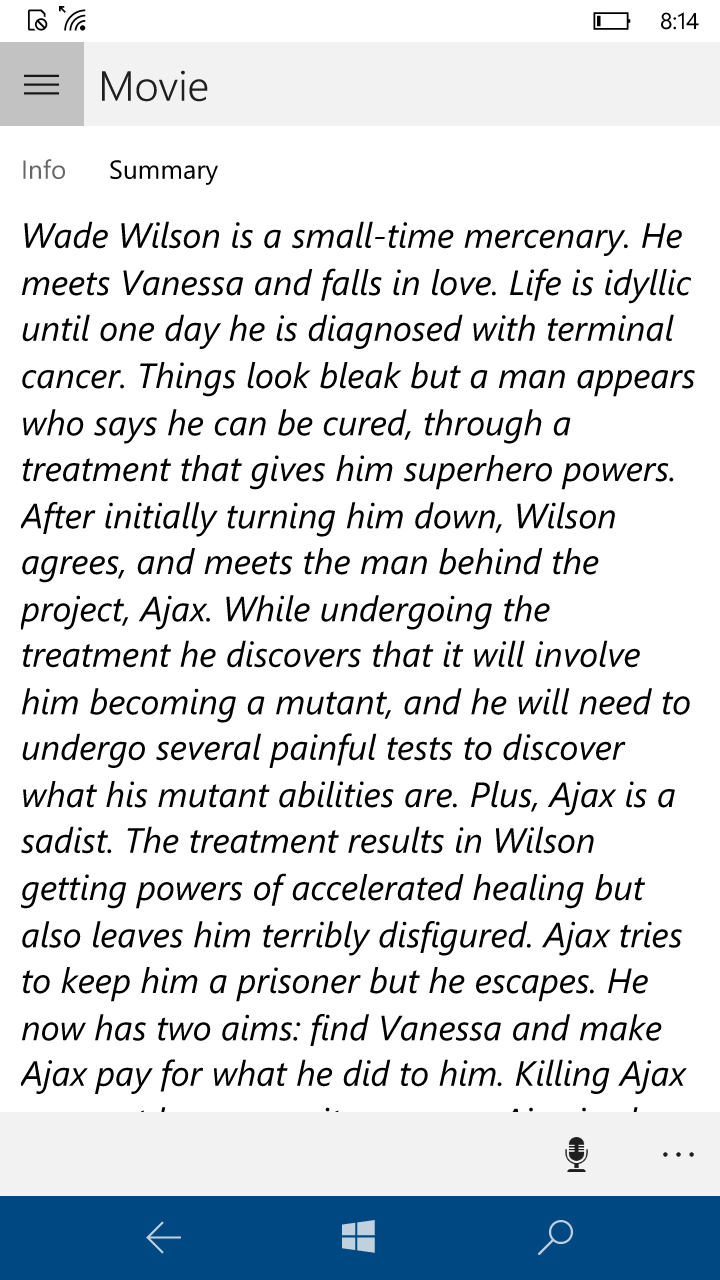 8:14
Movie
Info Summary
Wade Wilson is a small-time mercenary. He
meets Vanessa and falls in love. Life is idyllic
until one day he is diagnosed with terminal
cancer. Things look bleak but a man appears
who says he can be cured, through a
treatment that gives him superhero powers.
After initially turning him down, Wilson
agrees, and meets the man behind the
project, Ajax. While undergoing the
treatment he discovers that it will involve
him becoming a mutant, and he will need to
undergo several painful tests to discover
what his mutant abilities are. Plus, Ajax is a
sadist. The treatment results in Wilson
getting powers of accelerated healing but
also leaves him terribly disfigured. Ajax tries
to keep him a prisoner but he escapes. He
now has two aims: find Vanessa and make
Ajax pay for what he did to him. Killing Ajax